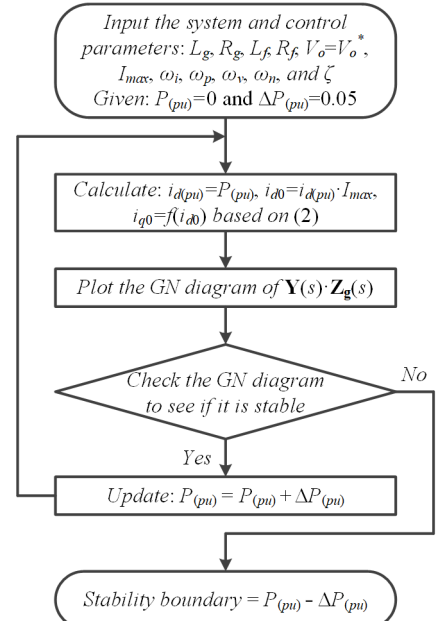 Input the system and control
parameters: Lg, Rg, Lf, Rf, Vo=Vo*,
Imax, ωi, ωp, ωv, ωn, and ζ
Given: P(pu)=0 and ΔP(pu)=0.05
Calculate: id(pu)=P(pu), id0=id(pu)·Imax,
iq0=f(id0) based on (2)
Plot the GN diagram of Y(s)·Zg(s)
Check the GN diagram
to see if it is stable
No
Yes
Update: P(pu) = P(pu) + ΔP(pu)
Stability boundary = P(pu) - ΔP(pu)